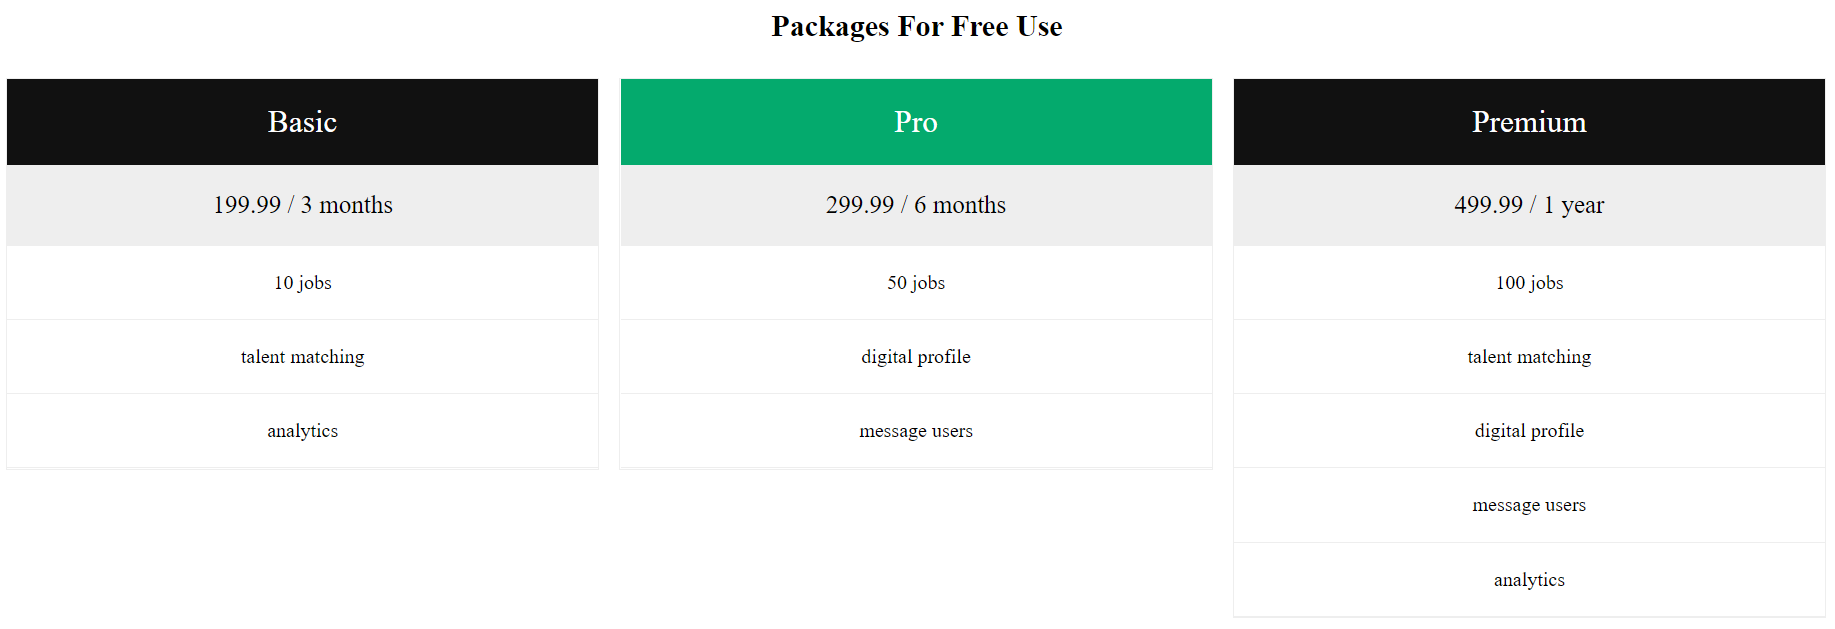 Packages For Free Use
Basic
199.99 / 3 months
10 jobs
talent matching
analytics
Pro
299.99 / 6 months
50 jobs
digital profile
message users
Premium
499.99 / 1 year
100 jobs
talent matching
digital profile
message users
analytics